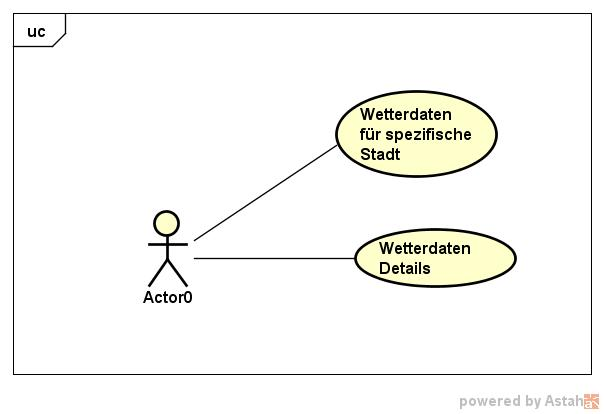 uc
Wetterdaten
für spezifische
Stadt
Wetterdaten
Details
Actor0
powered by Astah